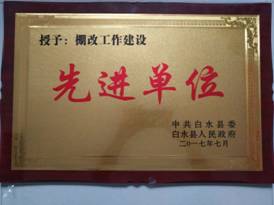 授予：棚改工作建设
先进单位
中共白水县委
白水县人民政府
二〇一七年七月